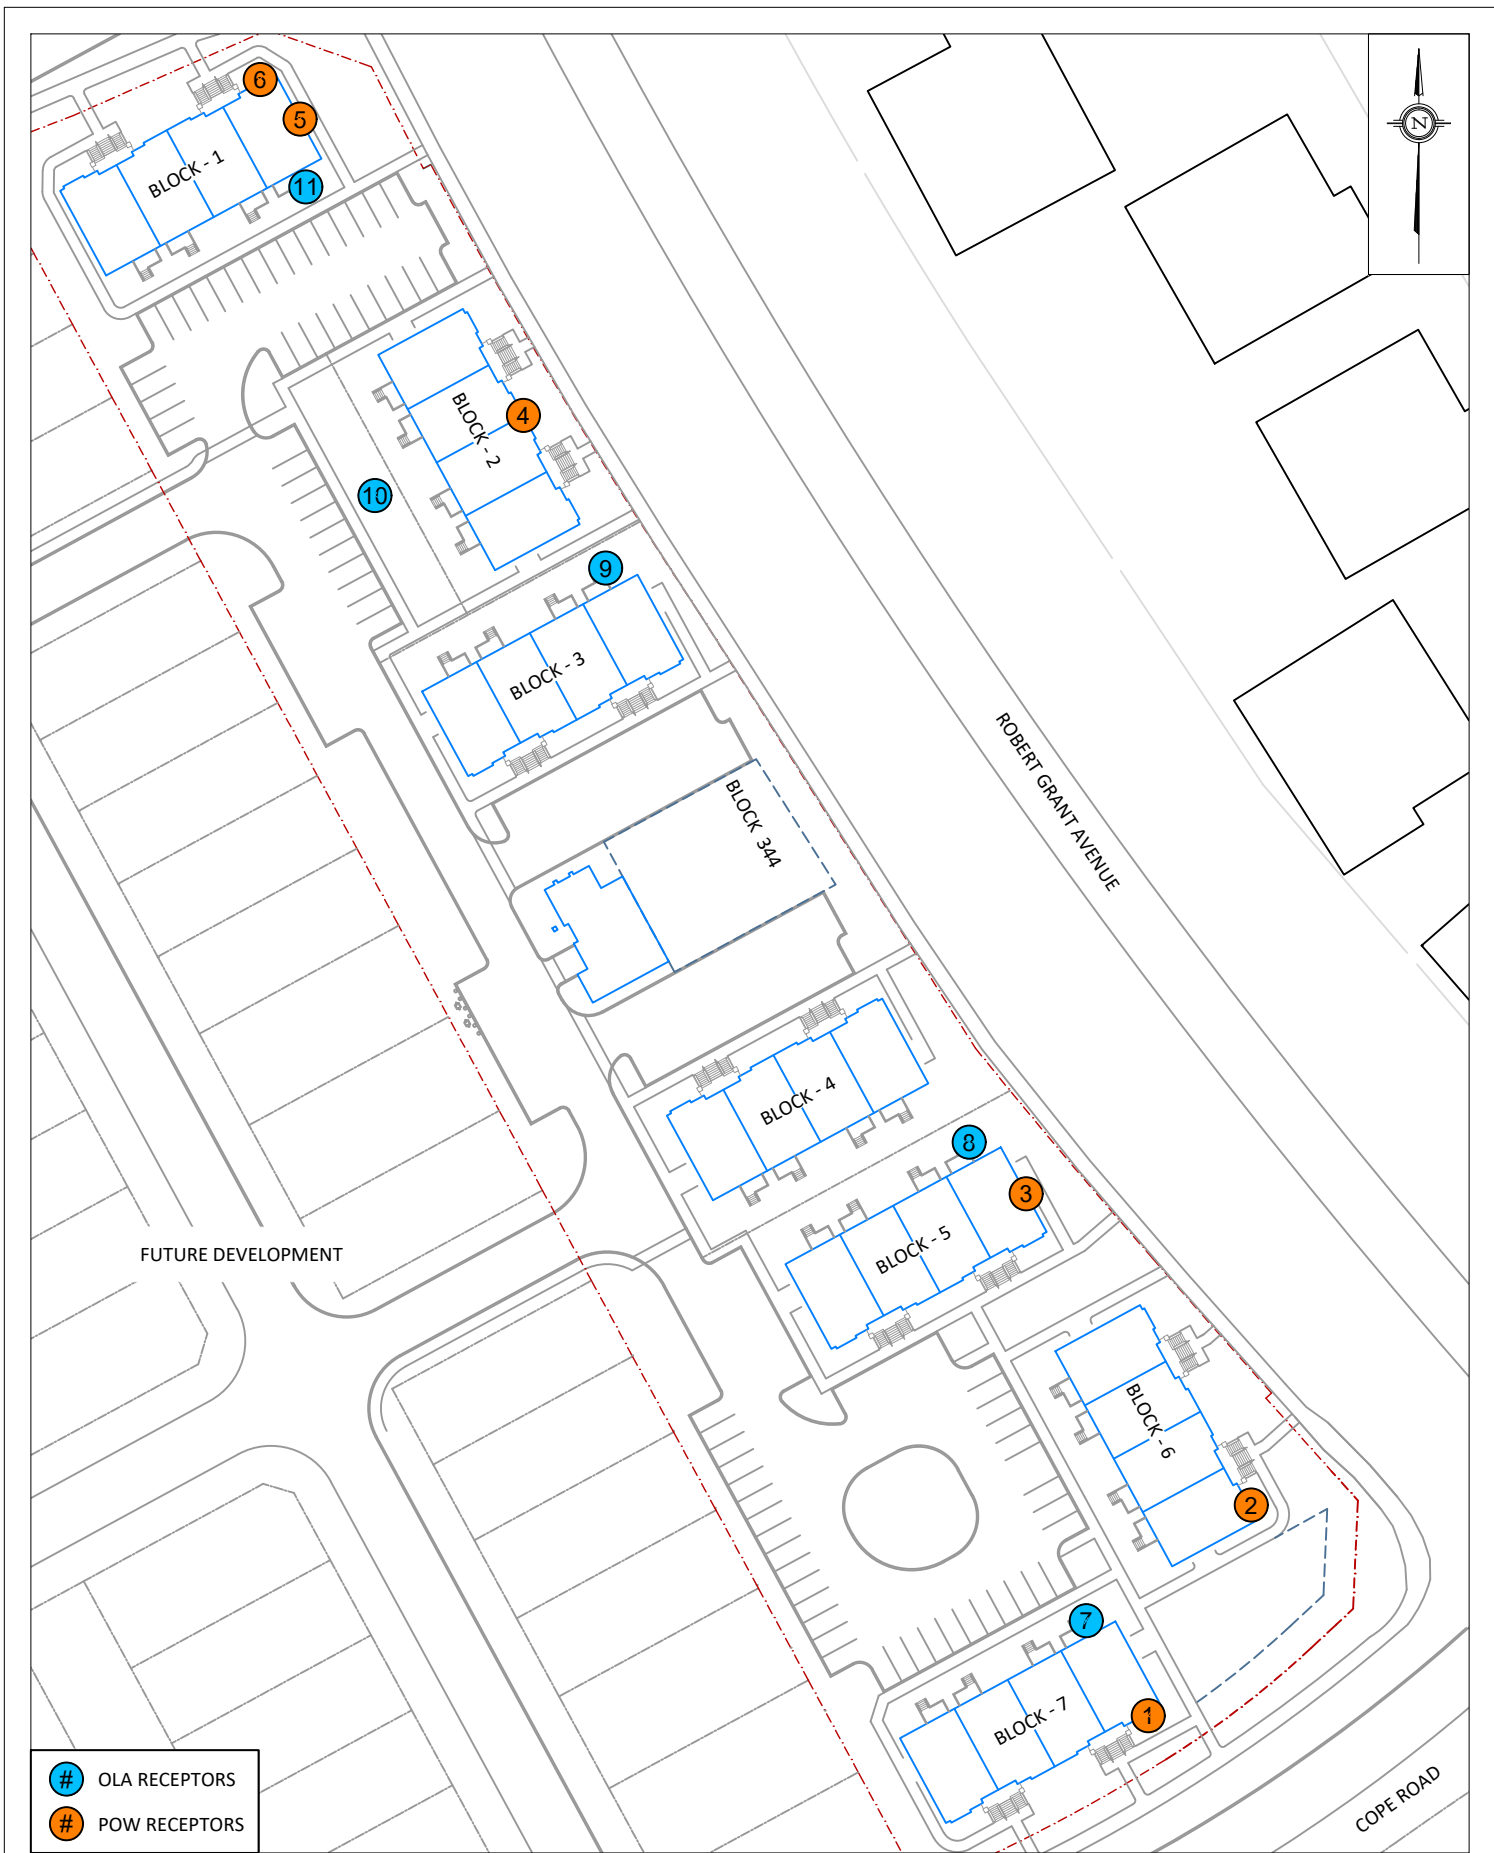 N
6
5
BLOCK - 1
11
4
BLOCK - 2
10
9
BLOCK - 3
ROBERT GRANT AVENUE
BLOCK 344
BLOCK - 4
8
3
BLOCK - 5
FUTURE DEVELOPMENT
BLOCK - 6
2
7
1
BLOCK - 7
# OLA RECEPTORS
# POW RECEPTORS
COPE ROAD